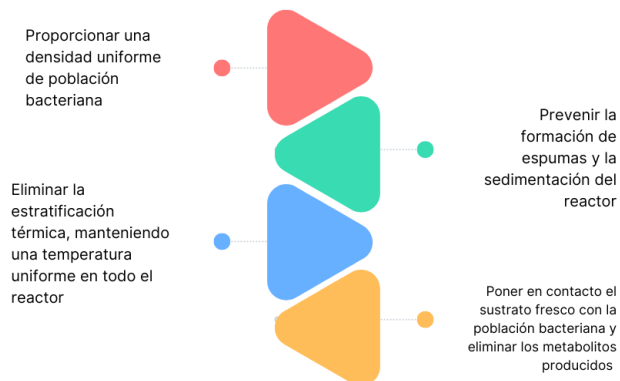 Proporcionar una
densidad uniforme
de población
bacteriana
Prevenir la
formación de
espumas y la
sedimentación del
reactor
Eliminar la
estratificación
térmica, manteniendo
una temperatura
uniforme en todo el
reactor
Poner en contacto el
sustrato fresco con la
población bacteriana y
eliminar los metabolitos
producidos